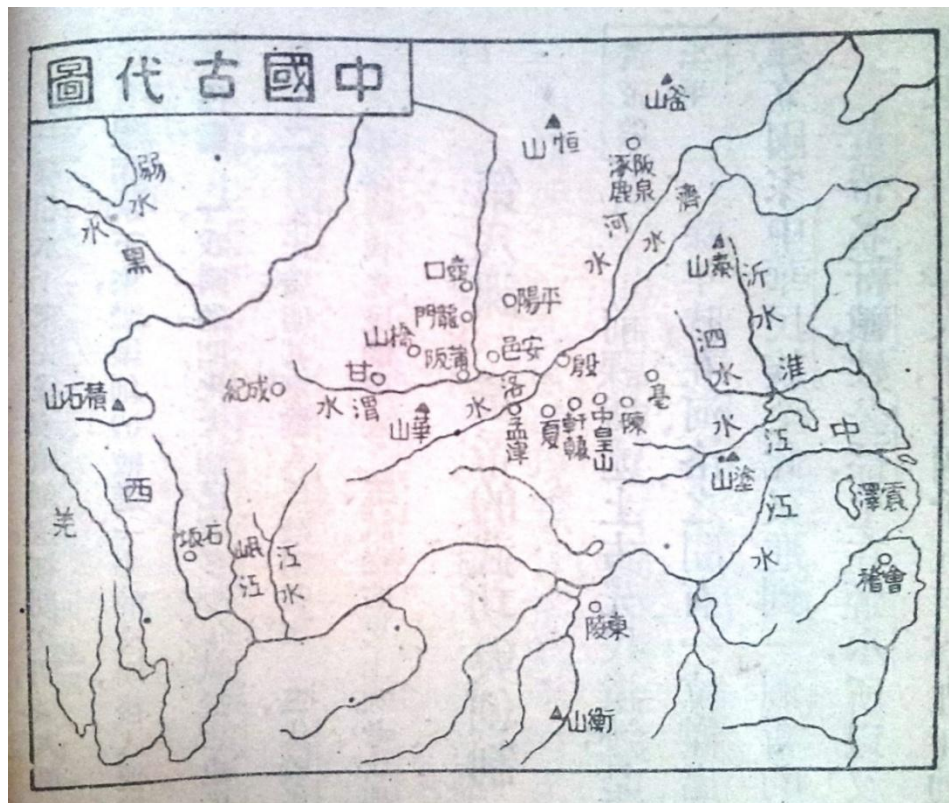 中國古代圖
釜山
恒山
阪泉
涿鹿
河水
濟水
弱水
黑水
泰山
沂水
泗水
壺口
平陽
龍門
橋山
蒲阪
安邑
殷
甘
成紀
渭水
洛水
華山
孟津
夏
軒轅
中皇山
陳
亳
淮水
積石山
塗山
中江
江水
震澤
會稽
西羌
石坂
岷江
江水
東陵
衡山